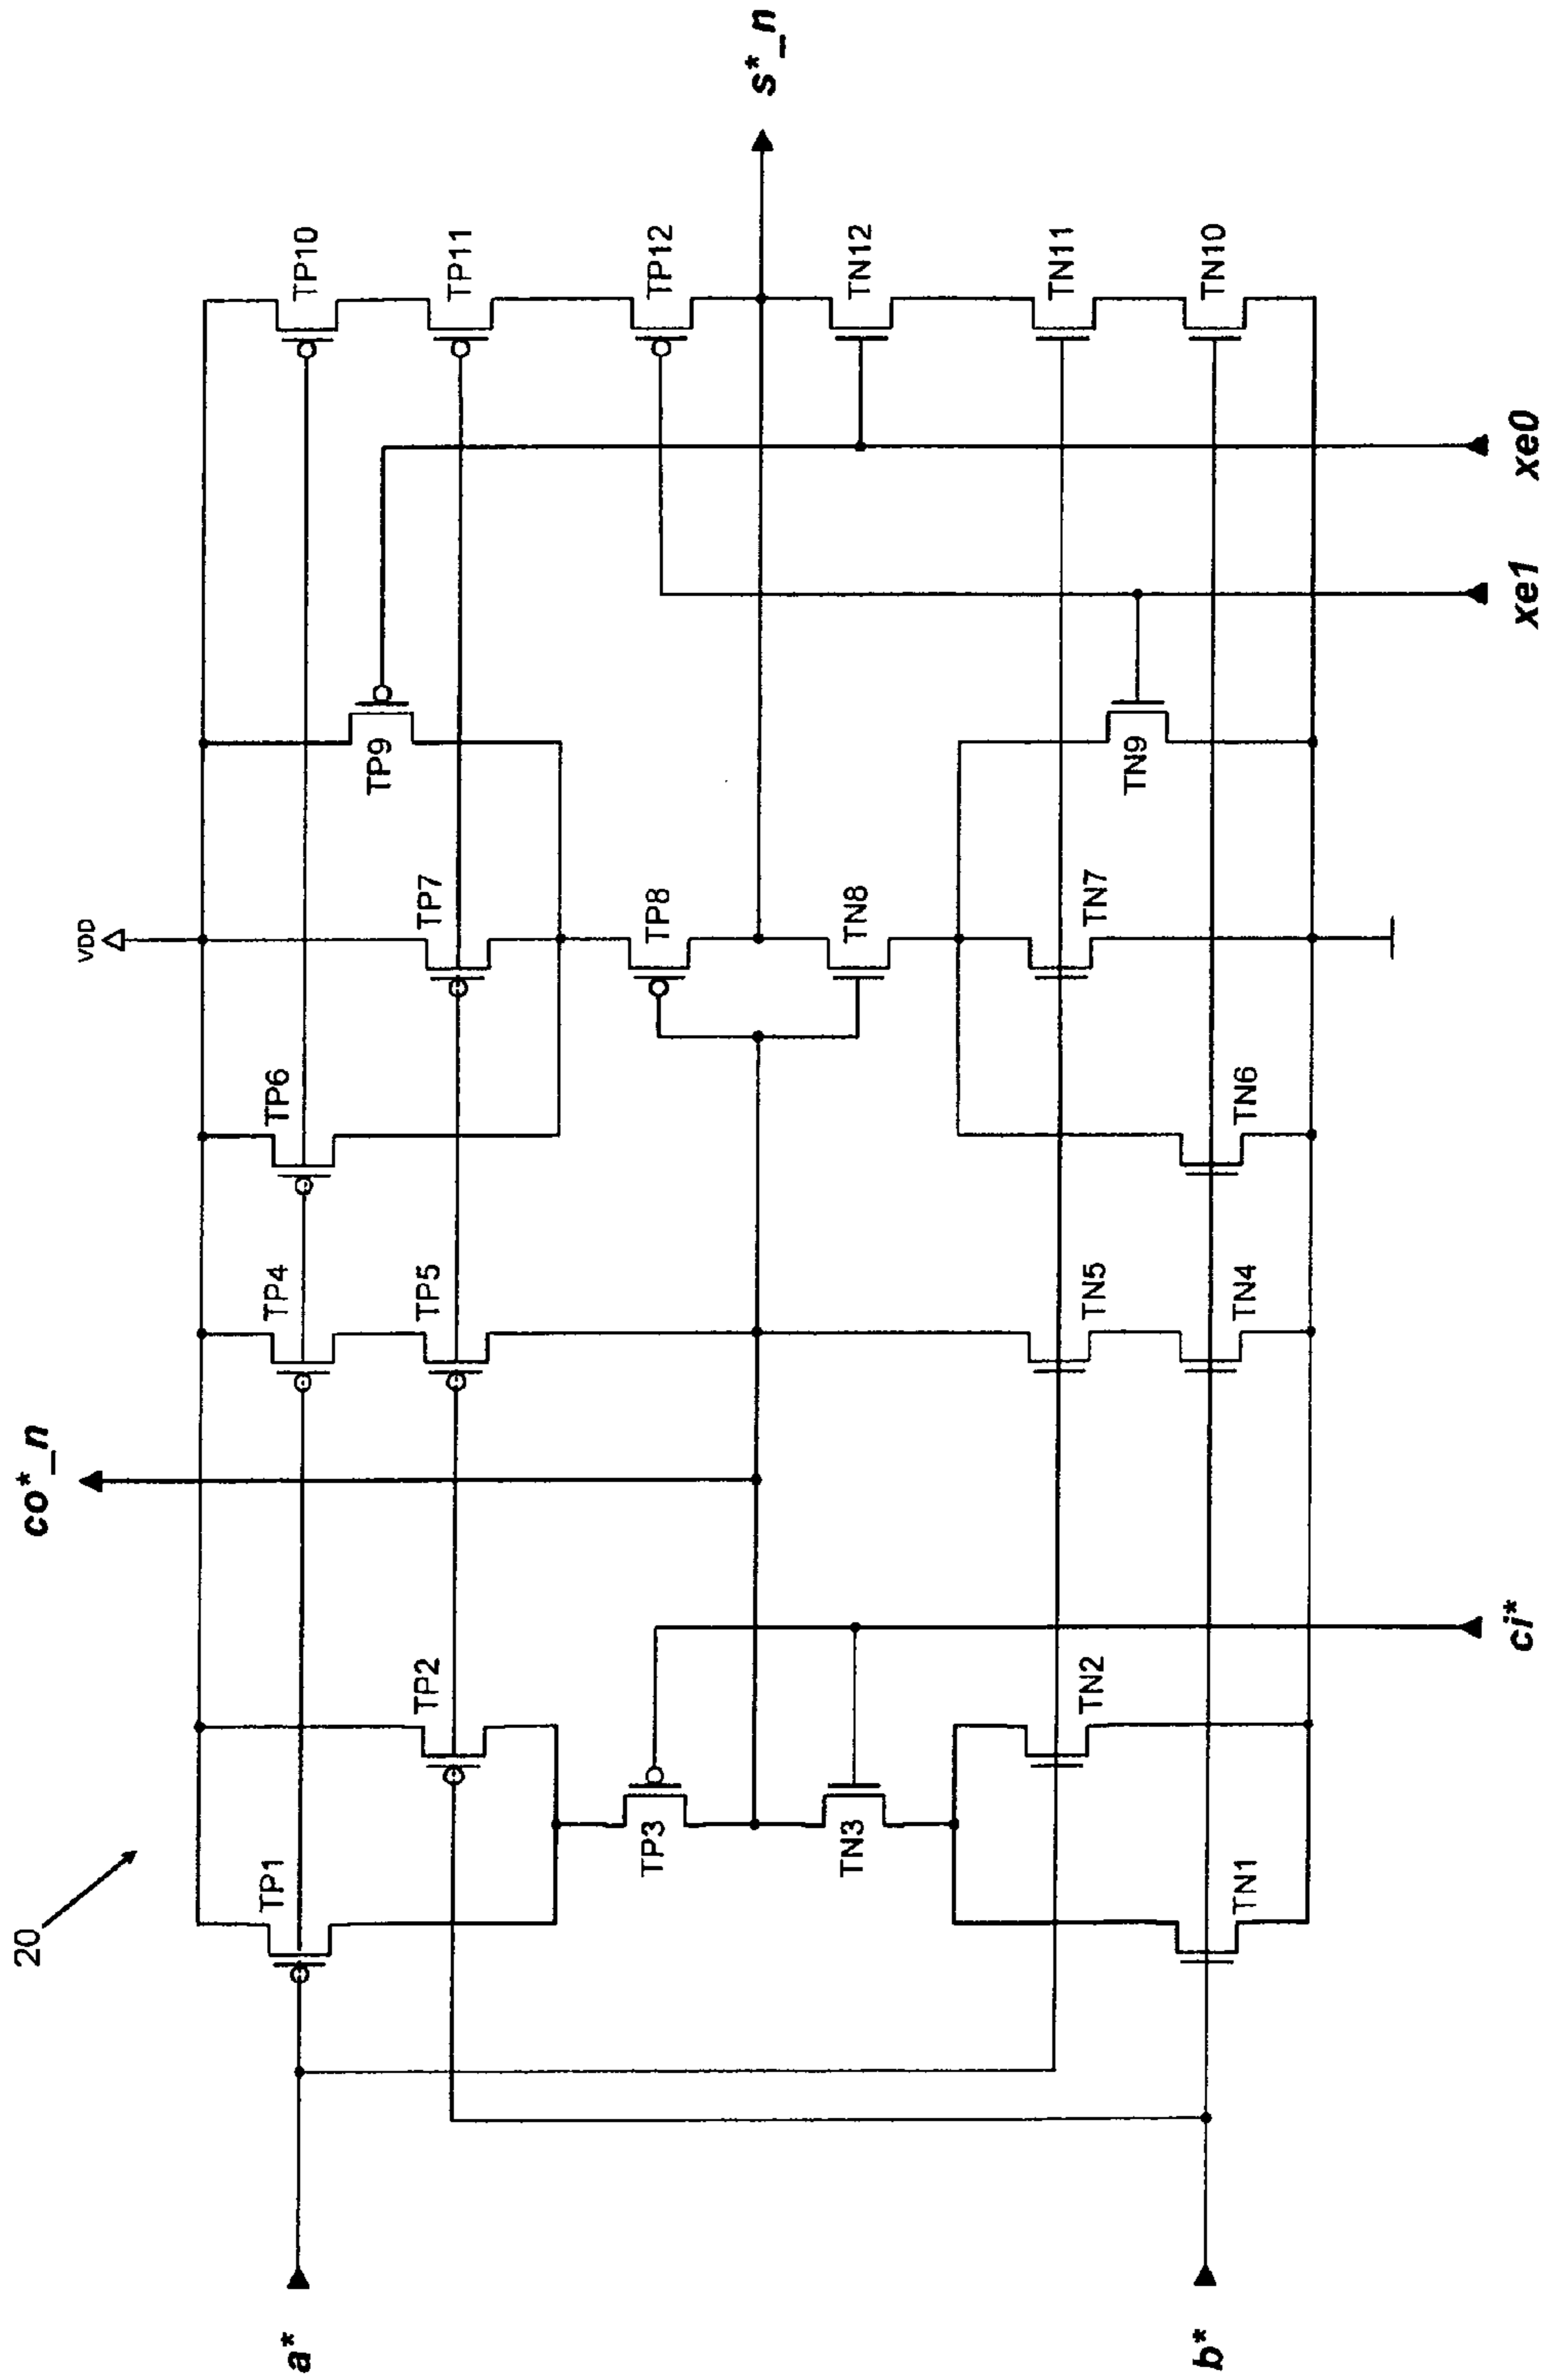 20
co*_n
VDD
TP1
TP2
TP3
TN3
TN2
TN1
TP4
TP5
TN5
TN4
TP6
TP7
TP8
TN8
TN7
TN6
TP9
TN9
TP10
TP11
TP12
TN12
TN11
TN10
s*_n
a*
b*
ci*
xe1
xe0